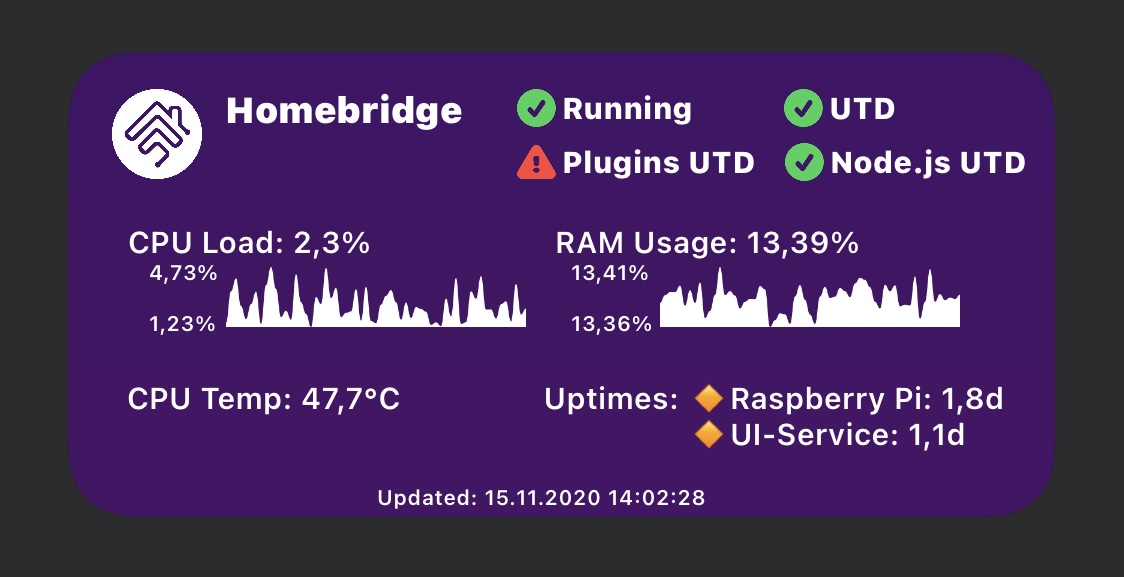 Homebridge
Running
UTD
Plugins UTD
Node.js UTD
CPU Load: 2,3%
4,73%
1,23%
RAM Usage: 13,39%
13,41%
13,36%
CPU Temp: 47,7°C
Uptimes: 🔶 Raspberry Pi: 1,8d
🔶 UI-Service: 1,1d
Updated: 15.11.2020 14:02:28